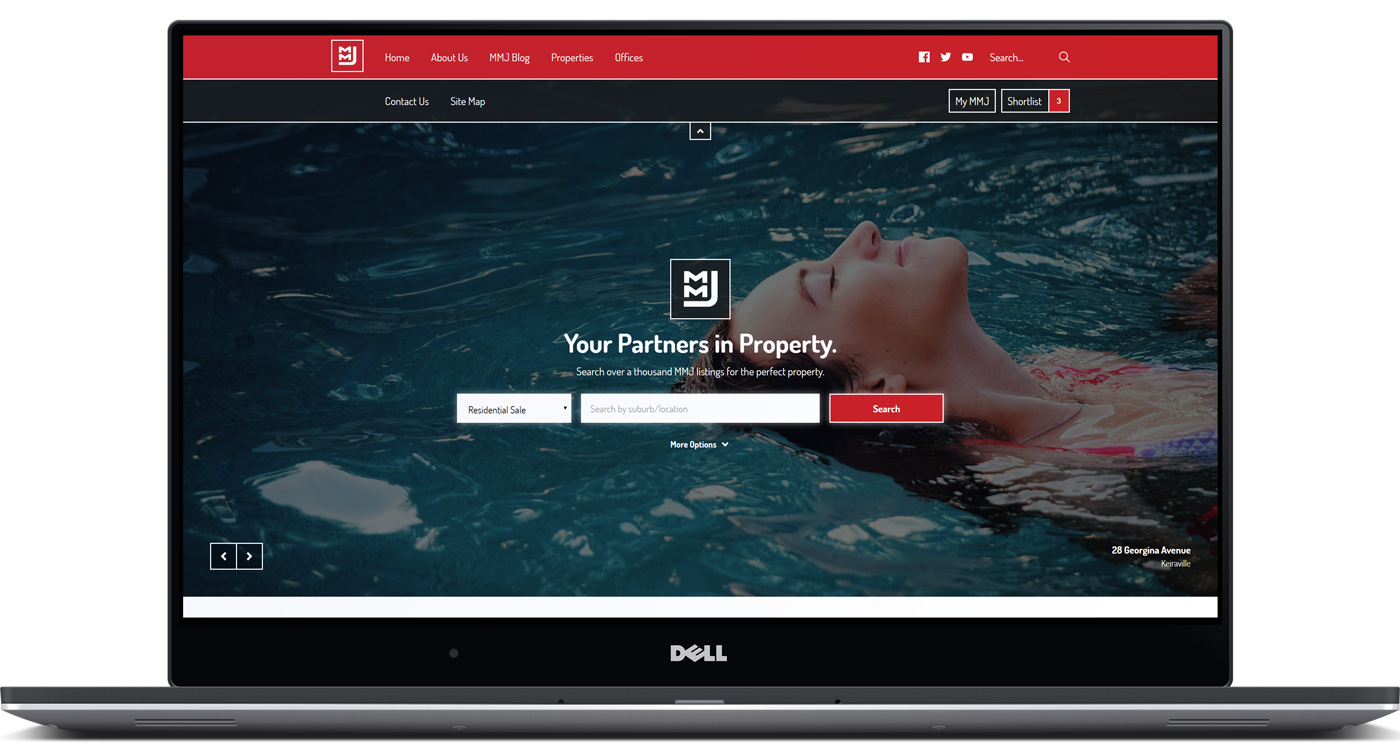 MMJ
Home About Us MMJ Blog Properties Offices Search...
Contact Us Site Map My MMJ Shortlist 3
MMJ
Your Partners in Property.
Search over a thousand MMJ listings for the perfect property.
Residential Sale Search by suburb/location Search
More Options
28 Georgina Avenue
Keiraville
DELL